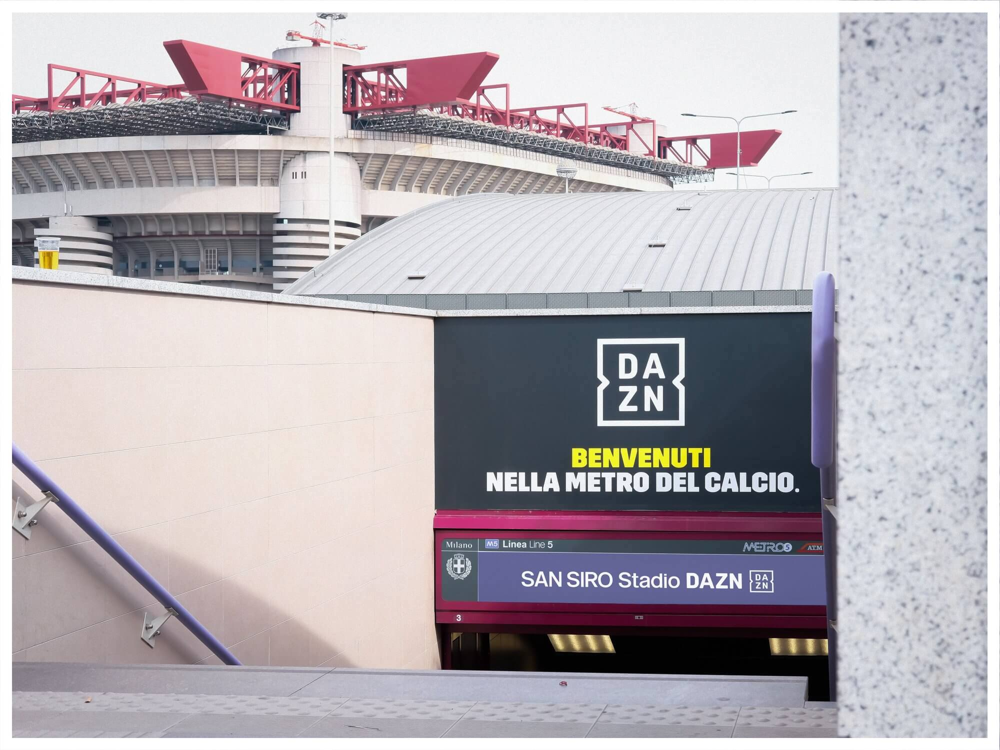 DA
ZN
BENVENUTI
NELLA METRO DEL CALCIO.
Milano
M5 Linea Line 5
METRO5
ATM
SAN SIRO Stadio DAZN
DA
ZN
3